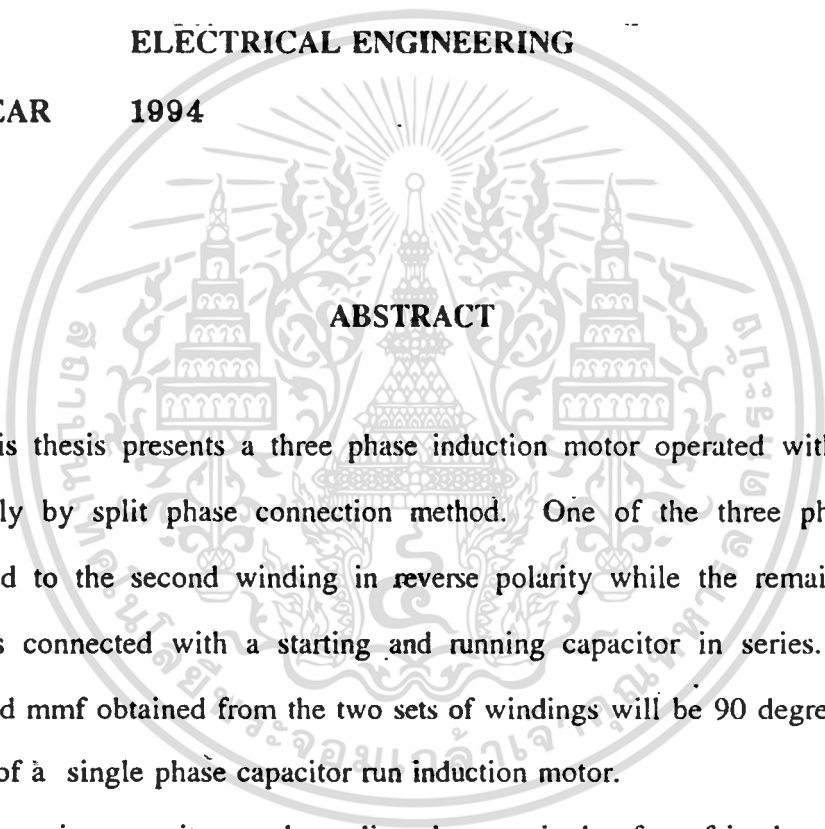 ELECTRICAL ENGINEERING
EAR 1994
ABSTRACT
is thesis presents a three phase induction motor operated wit
ly by split phase connection method. One of the three ph
d to the second winding in reverse polarity while the remai
s connected with a starting and running capacitor in series.
d mmf obtained from the two sets of windings will be 90 degre
of a single phase capacitor run induction motor.